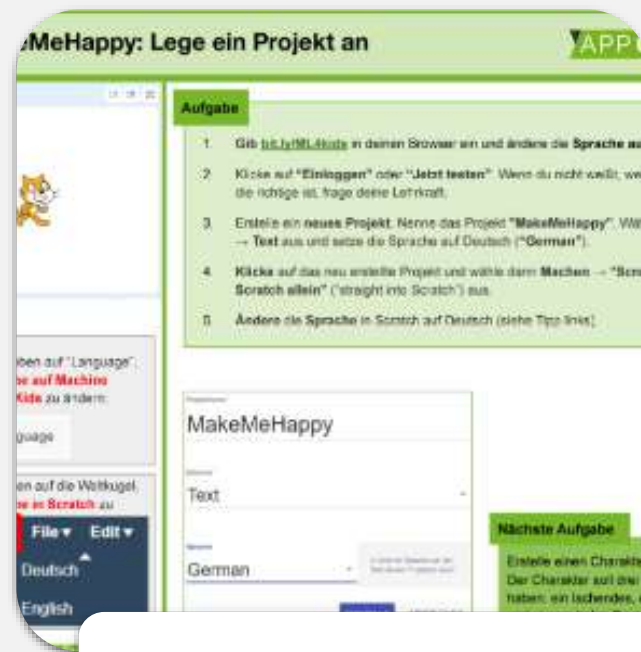 MeHappy: Lege ein Projekt an
APP
Aufgabe
1 Gib bit.ly/ML4kids in deinen Browser ein und ändere die Sprache au
2 Klicke auf "Einloggen" oder "Jetzt testen". Wenn du nicht weißt, we
die richtige ist, frage deine Lehrkraft.
3 Erstelle ein neues Projekt. Nenne das Projekt "MakeMeHappy". Wäh
→ Text aus und setze die Sprache auf Deutsch ("German").
4 Klicke auf das neu erstellte Projekt und wähle dann Machen → "Scra
Scratch allein" ("straight into Scratch") aus.
5 Ändere die Sprache in Scratch auf Deutsch (siehe Tipp links)
ben auf "Language",
e auf Machine
Kids zu ändern:
guage
en auf die Weltkugel,
e in Scratch zu
File Edit
Deutsch
English
MakeMeHappy
Text
German
Nächste Aufgabe
Erstelle einen Charakte
Der Charakter soll drei
haben: ein lachendes,